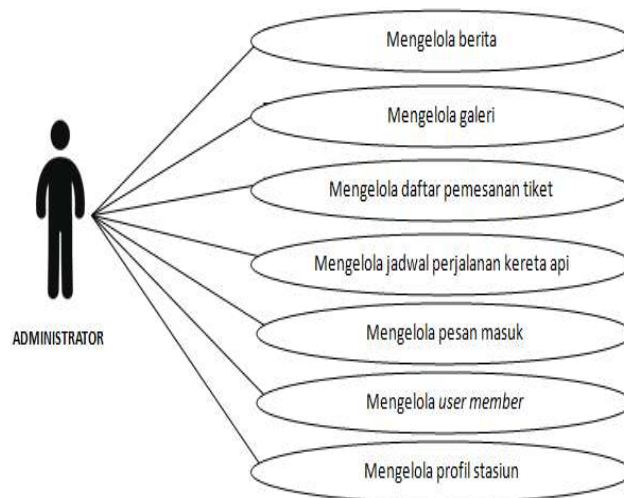 Mengelola berita
Mengelola galeri
Mengelola daftar pemesanan tiket
Mengelola jadwal perjalanan kereta api
Mengelola pesan masuk
Mengelola user member
Mengelola profil stasiun
ADMINISTRATOR